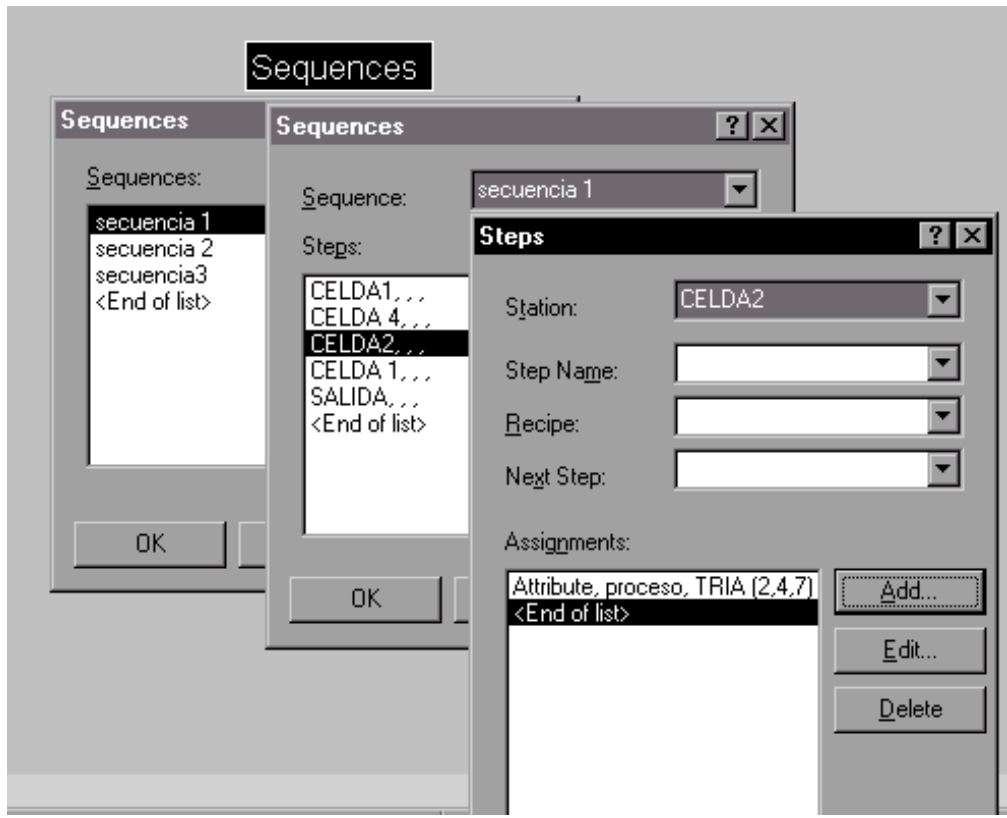 Sequences
Sequences
Sequences:
secuencia 1
secuencia 2
secuencia3
<End of list>
OK
Sequences
?
Sequence:
secuencia 1
Steps:
CELDA1, , ,
CELDA 4, , ,
CELDA2, , ,
CELDA 1, , ,
SALIDA, , ,
<End of list>
OK
Steps
?
Station:
CELDA2
Step Name:
Recipe:
Next Step:
Assignments:
Attribute, proceso, TRIA (2,4,7)
<End of list>
Add...
Edit...
Delete